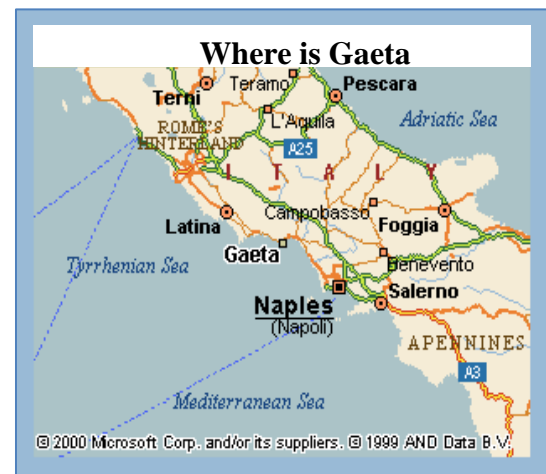 Where is Gaeta
Teramo
Pescara
Terni
L'Aquila
Adriatic Sea
ROME'S
HINTERLAND
A25
I T A L Y
Campobasso
Latina
Foggia
Gaeta
Benevento
Tyrrhenian Sea
Salerno
Naples
(Napoli)
APENNINES
A3
Mediterranean Sea
© 2000 Microsoft Corp. and/or its suppliers. © 1999 AND Data B.V.